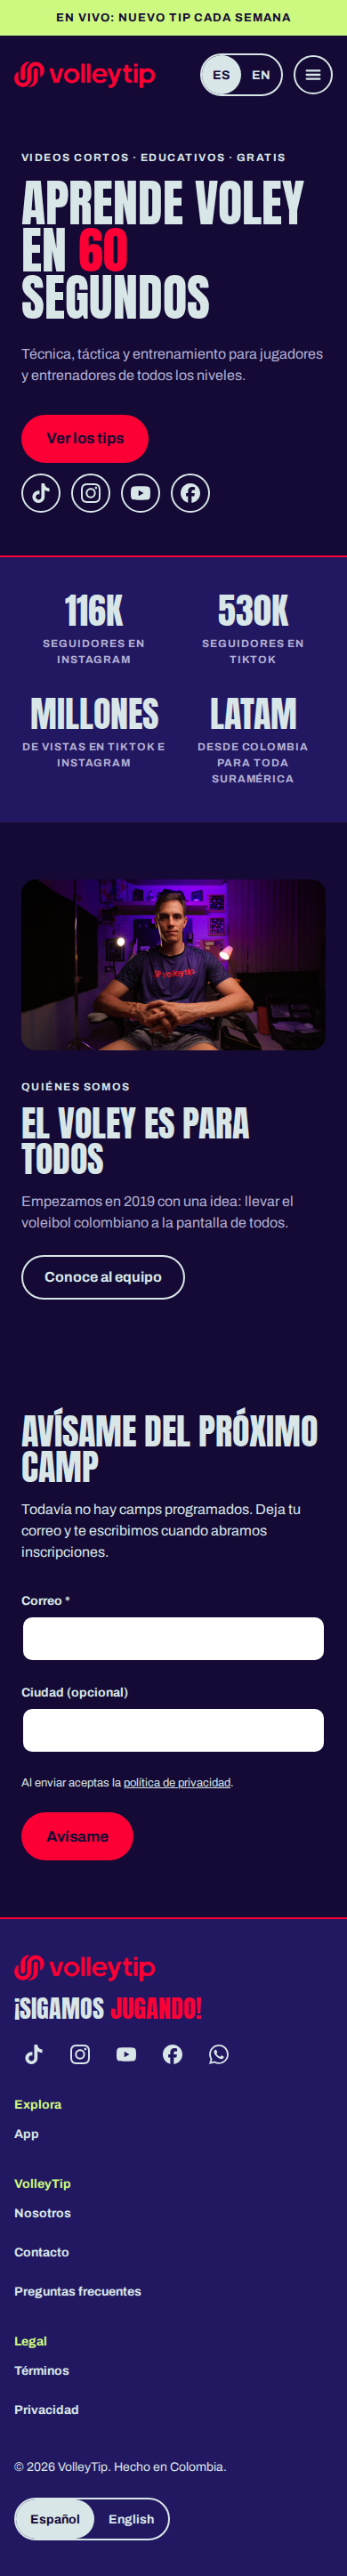 EN VIVO: NUEVO TIP CADA SEMANA
volleytip
ES EN
VIDEOS CORTOS · EDUCATIVOS · GRATIS
APRENDE VOLEY
EN 60
SEGUNDOS
Técnica, táctica y entrenamiento para jugadores
y entrenadores de todos los niveles.
Ver los tips
116K
SEGUIDORES EN
INSTAGRAM
530K
SEGUIDORES EN
TIKTOK
MILLONES
DE VISTAS EN TIKTOK E
INSTAGRAM
LATAM
DESDE COLOMBIA
PARA TODA
SURAMÉRICA
volleytip
QUIÉNES SOMOS
EL VOLEY ES PARA
TODOS
Empezamos en 2019 con una idea: llevar el
voleibol colombiano a la pantalla de todos.
Conoce al equipo
AVÍSAME DEL PRÓXIMO
CAMP
Todavía no hay camps programados. Deja tu
correo y te escribimos cuando abramos
inscripciones.
Correo *
Ciudad (opcional)
Al enviar aceptas la política de privacidad.
Avísame
volleytip
¡SIGAMOS JUGANDO!
Explora
App
VolleyTip
Nosotros
Contacto
Preguntas frecuentes
Legal
Términos
Privacidad
© 2026 VolleyTip. Hecho en Colombia.
Español English